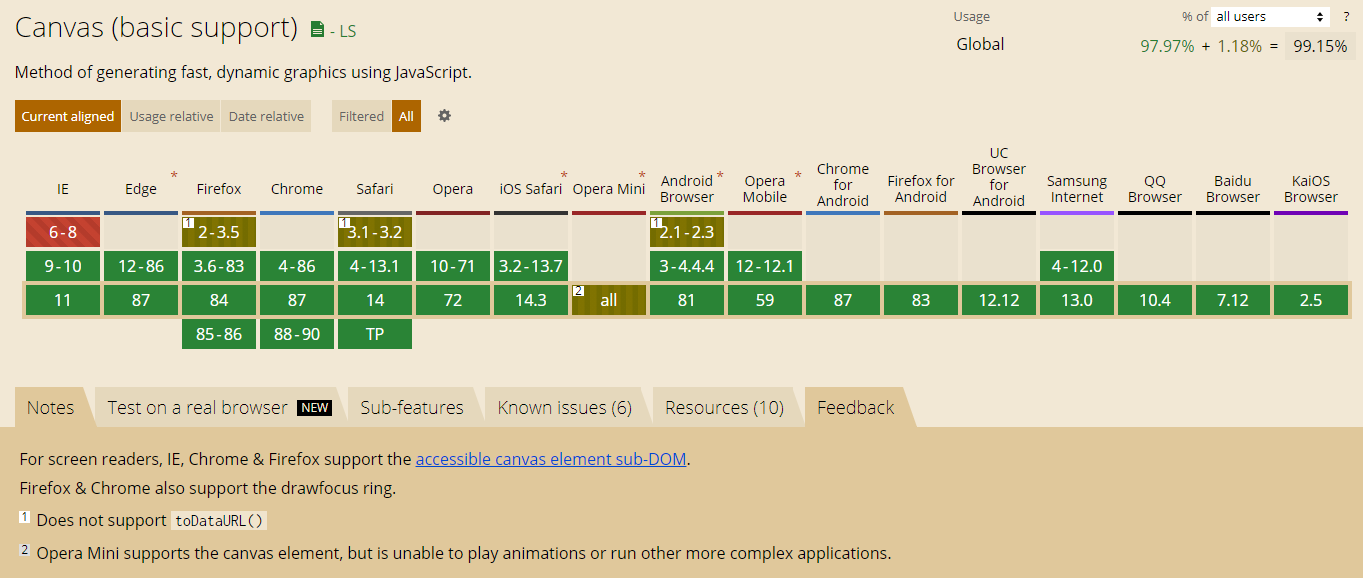 Canvas (basic support) - LS
Usage % of all users ?
Global 97.97% + 1.18% = 99.15%
Method of generating fast, dynamic graphics using JavaScript.
Current aligned Usage relative Date relative Filtered All
IE Edge * Firefox Chrome Safari Opera iOS Safari * Opera Mini * Android Browser * Opera Mobile * Chrome for Android Firefox for Android UC Browser for Android Samsung Internet QQ Browser Baidu Browser KaiOS Browser
6-8 1 2-3.5 1 3.1-3.2 1 2.1-2.3
9-10 12-86 3.6-83 4-86 4-13.1 10-71 3.2-13.7 3-4.4.4 12-12.1 4-12.0
11 87 84 87 14 72 14.3 2 all 81 59 87 83 12.12 13.0 10.4 7.12 2.5
85-86 88-90 TP
Notes Test on a real browser NEW Sub-features Known issues (6) Resources (10) Feedback
For screen readers, IE, Chrome & Firefox support the accessible canvas element sub-DOM.
Firefox & Chrome also support the drawfocus ring.
1 Does not support toDataURL()
2 Opera Mini supports the canvas element, but is unable to play animations or run other more complex applications.